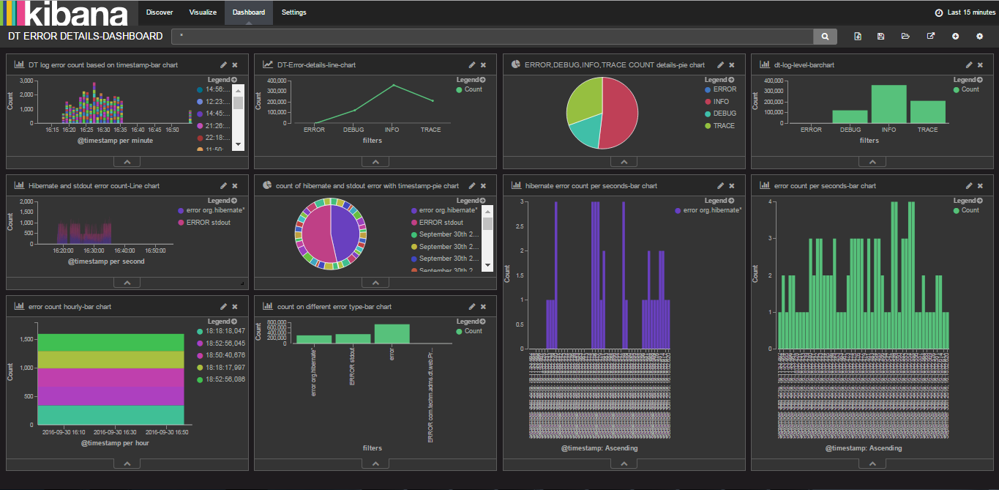 kibana
Discover Visualize Dashboard Settings
Last 15 minutes
DT ERROR DETAILS-DASHBOARD
*
DT log error count based on timestamp-bar chart
Legend
3,000
2,000
1,000
0
Count
16:15 16:20 16:25 16:30 16:35 16:40 16:45 16:50
@timestamp per minute
14:56:...
12:23:...
14:45:...
21:26:...
22:18:...
11:50:...
DT-Error-details-line-chart
Legend
Count
400,000
300,000
200,000
100,000
0
Count
ERROR DEBUG INFO TRACE
filters
ERROR,DEBUG,INFO,TRACE COUNT details-pie chart
Legend
ERROR
INFO
DEBUG
TRACE
dt-log-level-barchart
Legend
Count
400,000
300,000
200,000
100,000
0
Count
ERROR DEBUG INFO TRACE
filters
Hibernate and stdout error count-Line chart
Legend
error org.hibernate*
ERROR stdout
2,000
1,500
1,000
500
0
Count
16:20:00 16:30:00 16:40:00 16:50:00
@timestamp per second
count of hibernate and stdout error with timestamp-pie chart
Legend
error org.hibernate*
ERROR stdout
September 30th 2...
September 30th 2...
September 30th 2...
September 30th 2...
hibernate error count per seconds-bar chart
Legend
error org.hibernate*
3
2.5
2
1.5
1
0.5
0
Count
@timestamp: Ascending
error count per seconds-bar chart
Legend
Count
4
3
2
1
0
Count
@timestamp: Ascending
error count hourly-bar chart
Legend
18:18:18,047
18:52:56,045
18:50:40,676
18:18:17,997
18:52:56,086
1,500
1,000
500
0
Count
2016-09-30 16:10 2016-09-30 16:30 2016-09-30 16:50
@timestamp per hour
count on different error type-bar chart
Legend
Count
800,000
600,000
400,000
200,000
0
Count
error org.hibernate*
ERROR stdout
error
ERROR com.techm.adms.dt.web.Pr...
filters